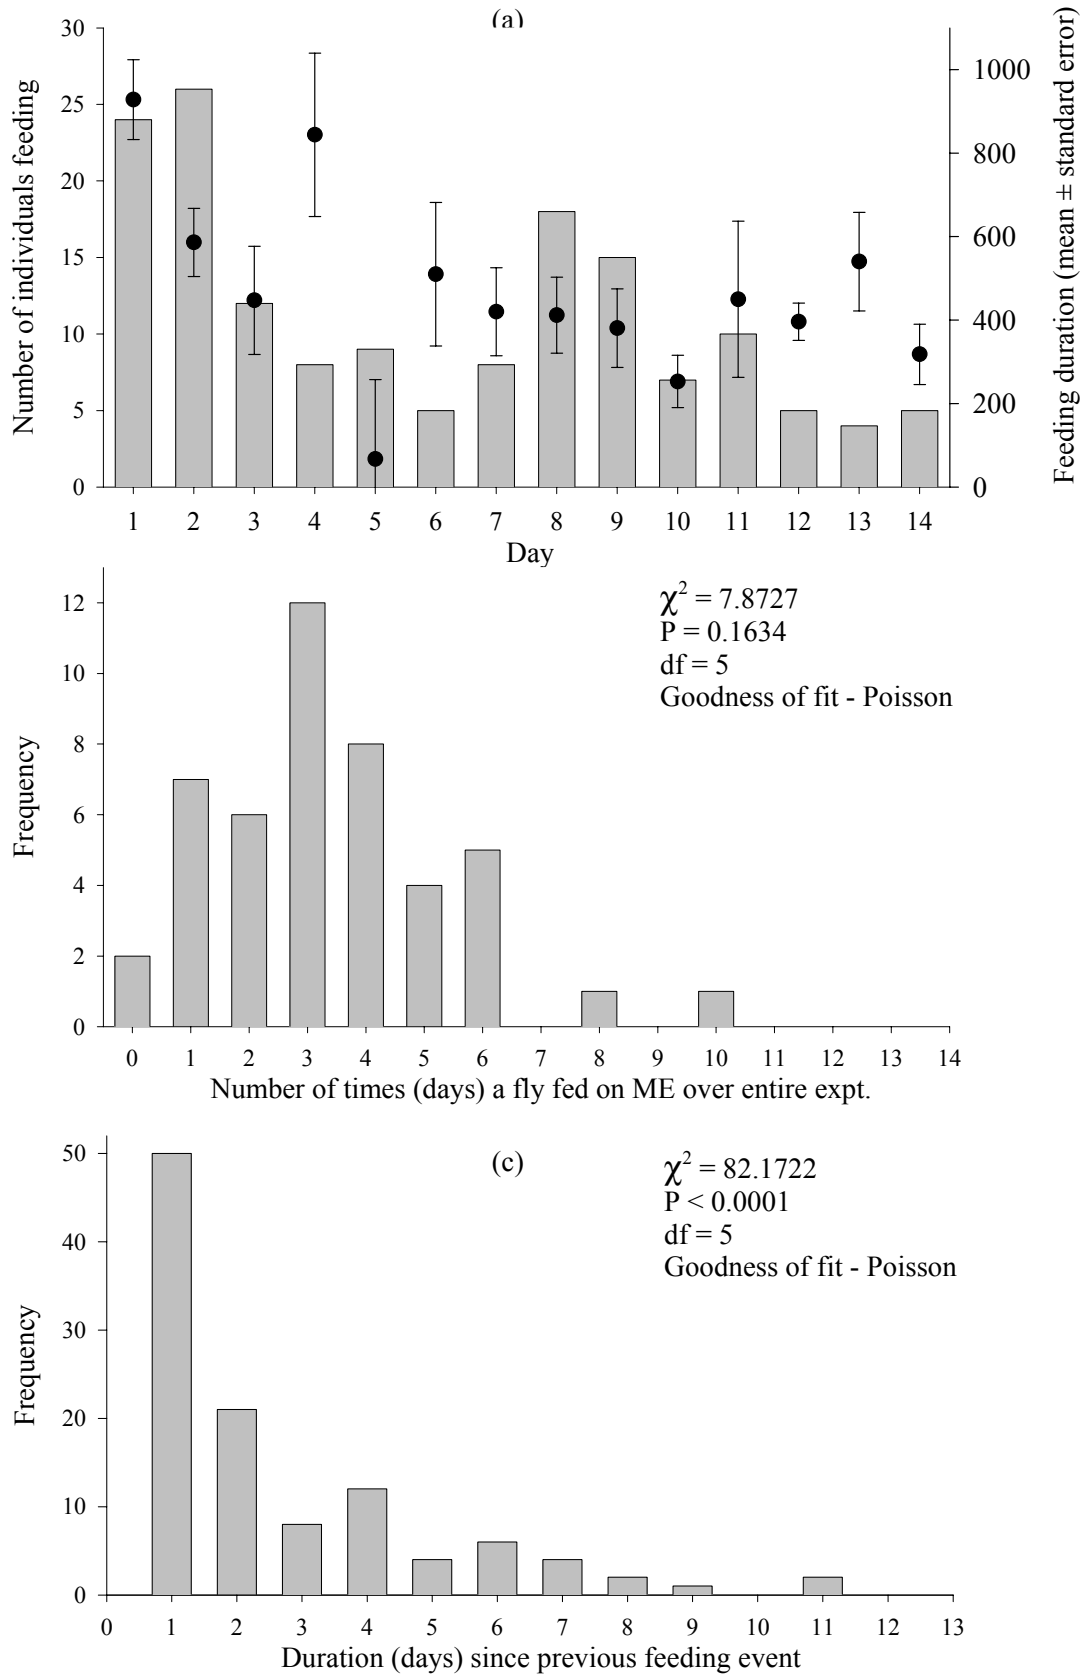 (a)
30
25
20
15
10
5
0
Number of individuals feeding
1000
800
600
400
200
0
Feeding duration (mean ± standard error)
1 2 3 4 5 6 7 8 9 10 11 12 13 14
Day
χ² = 7.8727
P = 0.1634
df = 5
Goodness of fit - Poisson
12
10
8
6
4
2
0
Frequency
0 1 2 3 4 5 6 7 8 9 10 11 12 13 14
Number of times (days) a fly fed on ME over entire expt.
(c)
χ² = 82.1722
P < 0.0001
df = 5
Goodness of fit - Poisson
50
40
30
20
10
0
Frequency
0 1 2 3 4 5 6 7 8 9 10 11 12 13
Duration (days) since previous feeding event